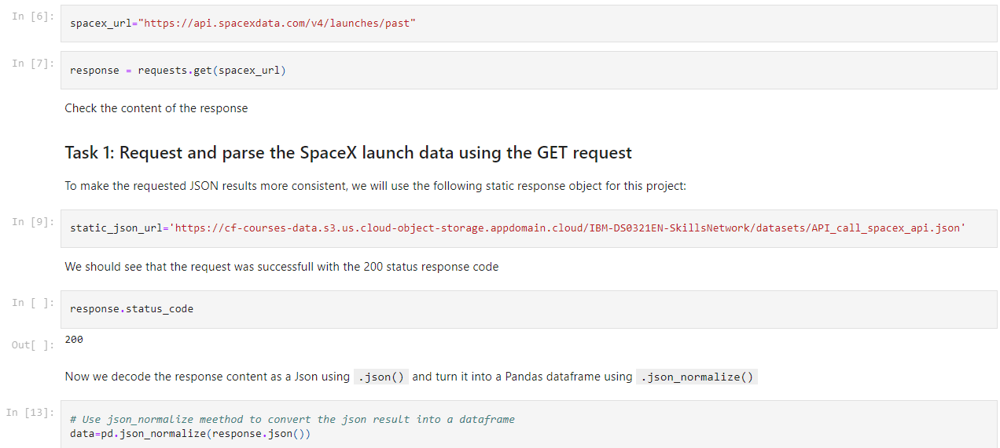 In [6]:
spacex_url="https://api.spacexdata.com/v4/launches/past"
In [7]:
response = requests.get(spacex_url)
Check the content of the response
Task 1: Request and parse the SpaceX launch data using the GET request
To make the requested JSON results more consistent, we will use the following static response object for this project:
In [9]:
static_json_url='https://cf-courses-data.s3.us.cloud-object-storage.appdomain.cloud/IBM-DS0321EN-SkillsNetwork/datasets/API_call_spacex_api.json'
We should see that the request was successfull with the 200 status response code
In [ ]:
response.status_code
Out[ ]:
200
Now we decode the response content as a Json using .json() and turn it into a Pandas dataframe using .json_normalize()
In [13]:
# Use json_normalize meethod to convert the json result into a dataframe
data=pd.json_normalize(response.json())